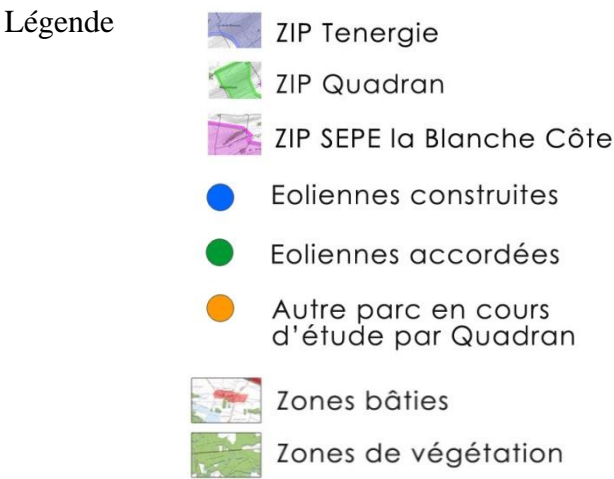 Légende
ZIP Tenergie
ZIP Quadran
ZIP SEPE la Blanche Côte
Eoliennes construites
Eoliennes accordées
Autre parc en cours
d'étude par Quadran
Zones bâties
Zones de végétation